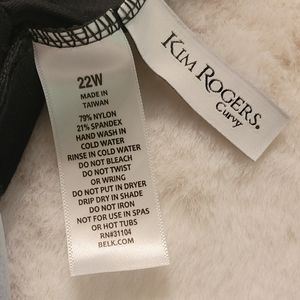 22W
MADE IN
TAIWAN
79% NYLON
21% SPANDEX
HAND WASH IN
COLD WATER
RINSE IN COLD WATER
DO NOT BLEACH
DO NOT TWIST
OR WRING
DO NOT PUT IN DRYER
DRIP DRY IN SHADE
DO NOT IRON
NOT FOR USE IN SPAS
OR HOT TUBS
RN#31104
BELK.COM
KIM ROGERS®
Curvy